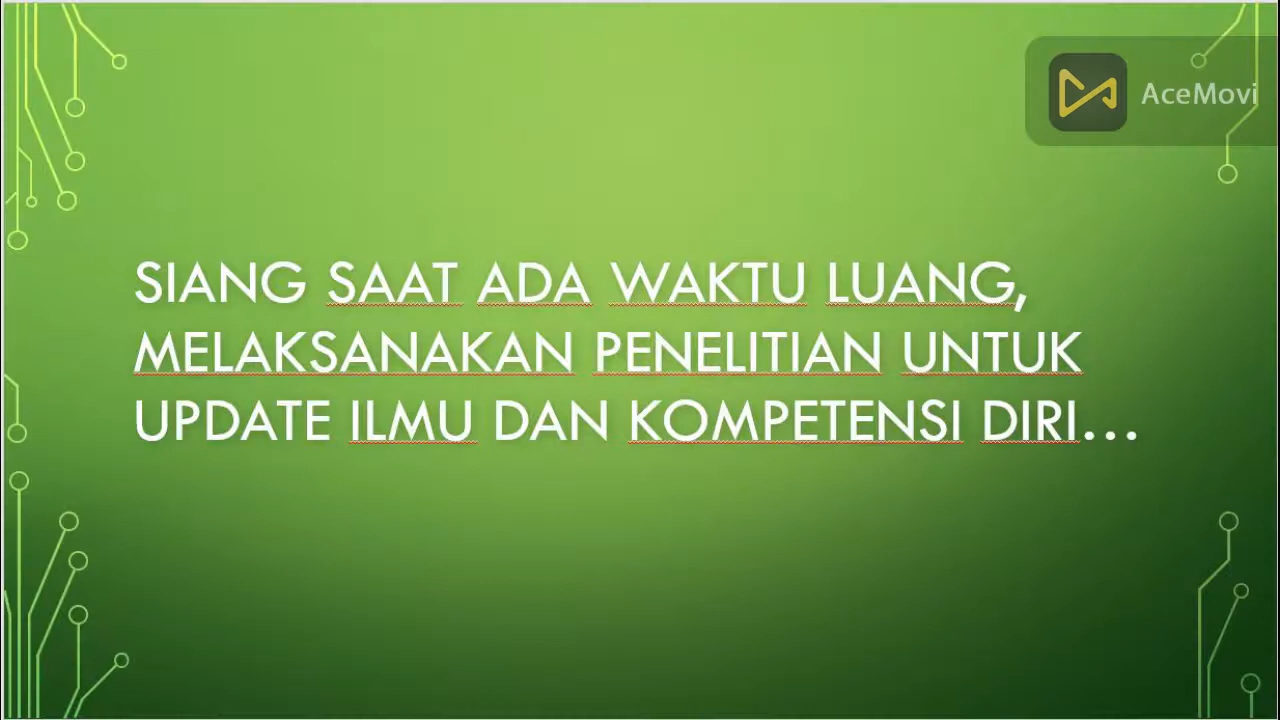 AceMovi
SIANG SAAT ADA WAKTU LUANG,
MELAKSANAKAN PENELITIAN UNTUK
UPDATE ILMU DAN KOMPETENSI DIRI...